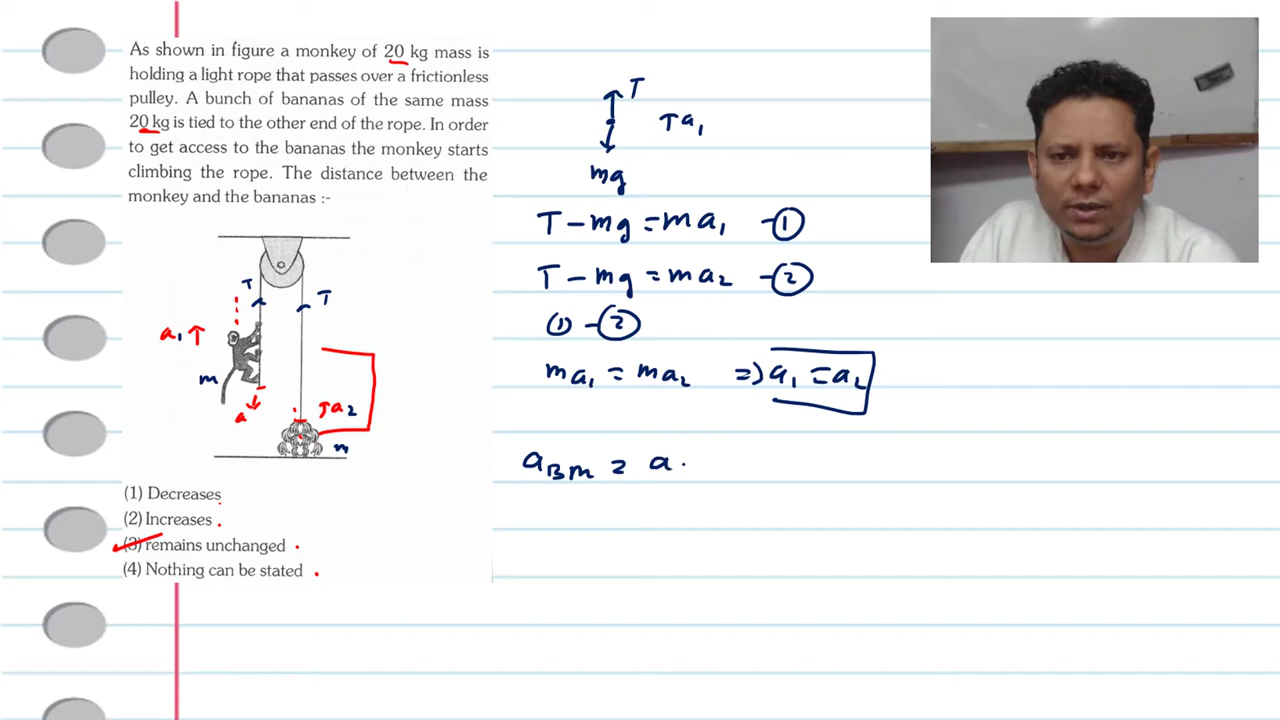 As shown in figure a monkey of 20 kg mass is
holding a light rope that passes over a frictionless
pulley. A bunch of bananas of the same mass
20 kg is tied to the other end of the rope. In order
to get access to the bananas the monkey starts
climbing the rope. The distance between the
monkey and the bananas :-
T
T
a₁ ↑
m
a
↑a₂
m
(1) Decreases
(2) Increases
(3) remains unchanged
(4) Nothing can be stated
T
↑a₁
mg
T - mg = ma₁ - ①
T - mg = ma₂ - ②
① - ②
ma₁ = ma₂ ⇒ a₁ = a₂
aBM = a